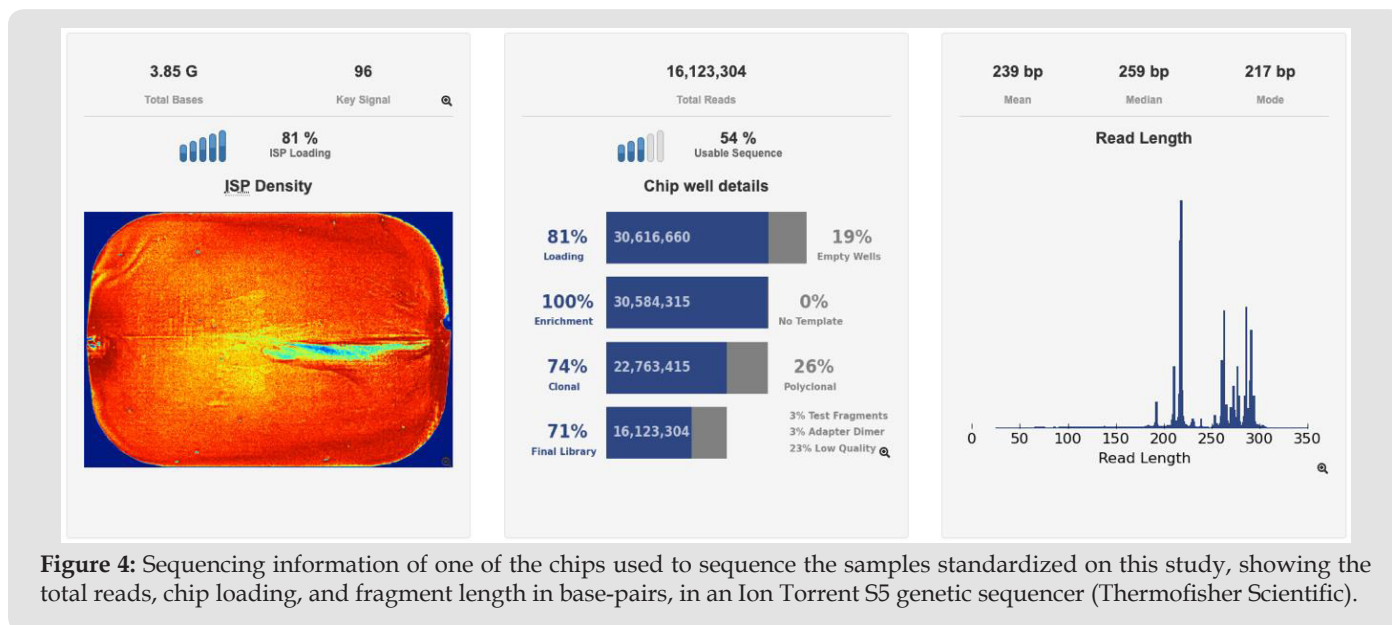 3.85 G 96
Total Bases Key Signal
81 %
ISP Loading
ISP Density
16,123,304
Total Reads
54 %
Usable Sequence
Chip well details
81% 30,616,660 19%
Loading Empty Wells
100% 30,584,315 0%
Enrichment No Template
74% 22,763,415 26%
Clonal Polyclonal
71% 16,123,304
Final Library
3% Test Fragments
3% Adapter Dimer
23% Low Quality
239 bp 259 bp 217 bp
Mean Median Mode
Read Length
0 50 100 150 200 250 300 350
Read Length
Figure 4: Sequencing information of one of the chips used to sequence the samples standardized on this study, showing the
total reads, chip loading, and fragment length in base-pairs, in an Ion Torrent S5 genetic sequencer (Thermofisher Scientific).